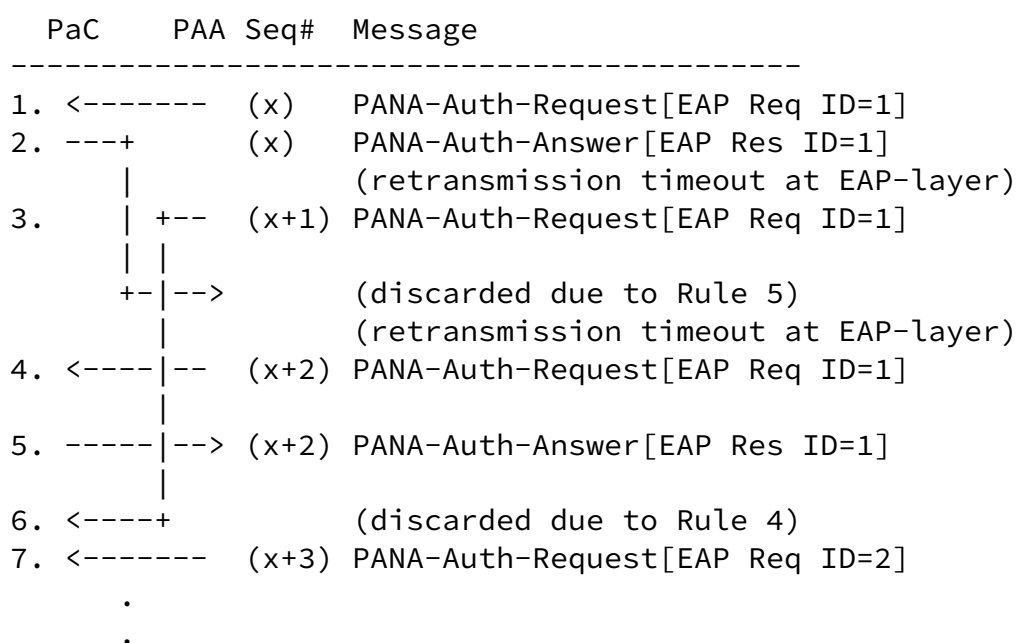 PaC    PAA Seq#  Message
--------------------------------------------
1. <-------  (x)   PANA-Auth-Request[EAP Req ID=1]
2. ---+      (x)   PANA-Auth-Answer[EAP Res ID=1]
      |            (retransmission timeout at EAP-layer)
3.    | +--  (x+1) PANA-Auth-Request[EAP Req ID=1]
      | |
      +-|-->       (discarded due to Rule 5)
        |          (retransmission timeout at EAP-layer)
4. <----|--  (x+2) PANA-Auth-Request[EAP Req ID=1]
        |
5. -----|--> (x+2) PANA-Auth-Answer[EAP Res ID=1]
        |
6. <----+          (discarded due to Rule 4)
7. <-------  (x+3) PANA-Auth-Request[EAP Req ID=2]
      .
      .